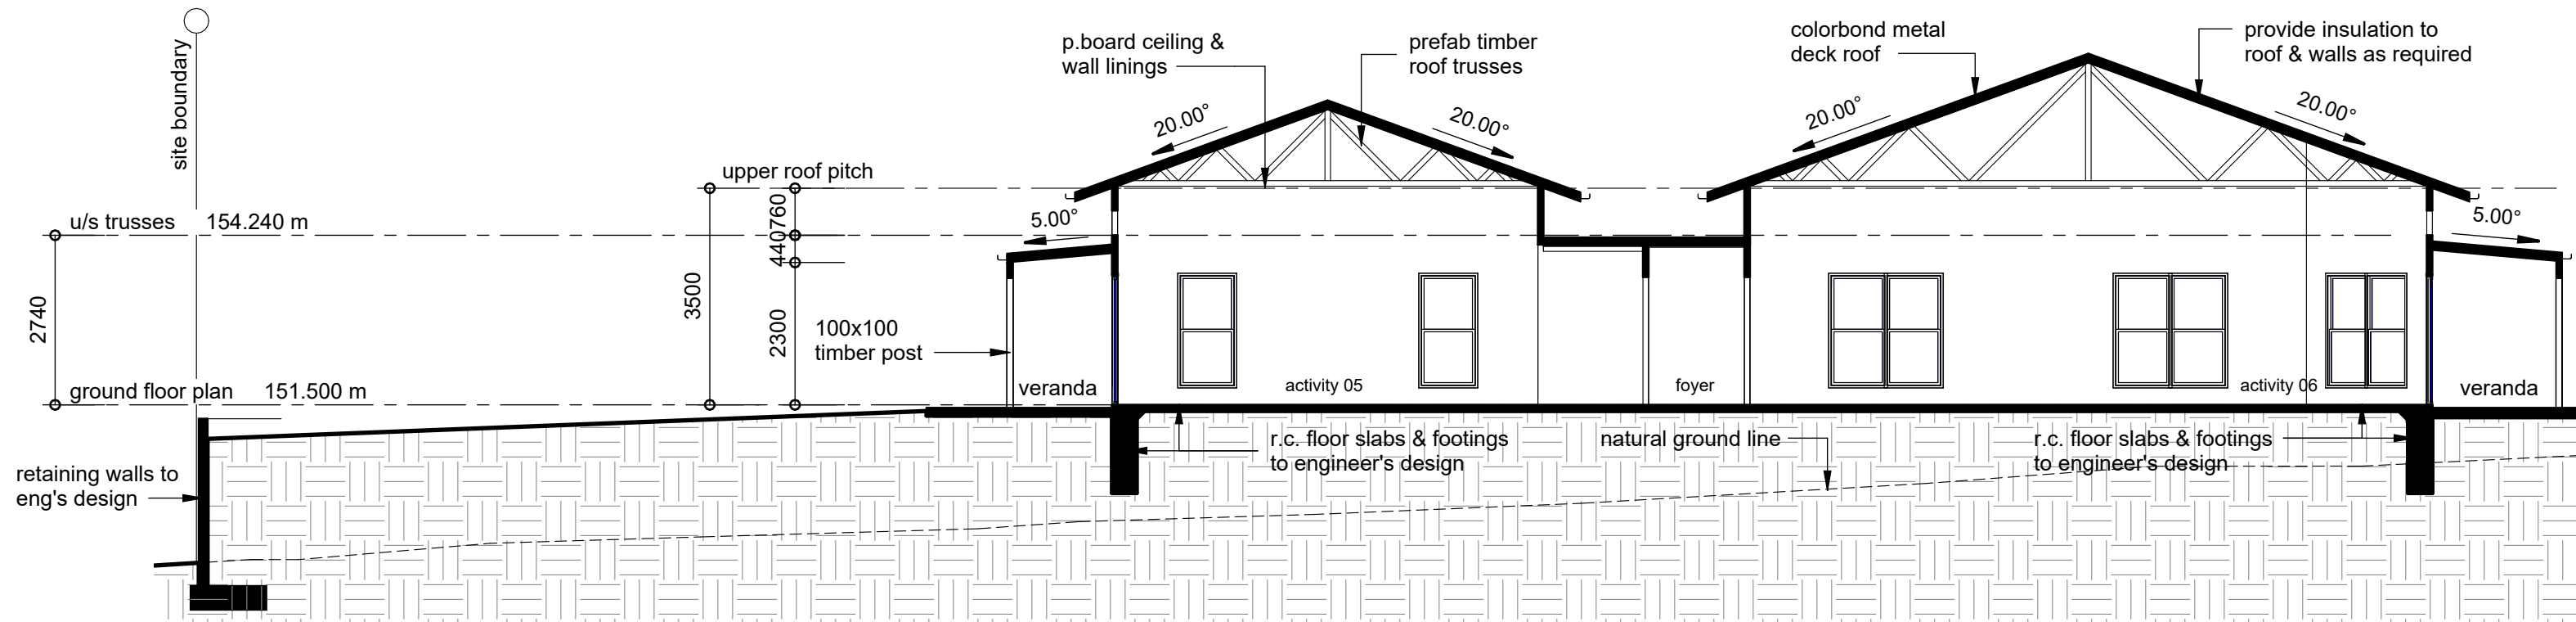 site boundary
p.board ceiling &
wall linings
prefab timber
roof trusses
colorbond metal
deck roof
provide insulation to
roof & walls as required
20.00°
20.00°
20.00°
20.00°
upper roof pitch
u/s trusses 154.240 m
760
440
5.00°
5.00°
2740
3500
2300
100x100
timber post
ground floor plan 151.500 m
veranda
activity 05
foyer
activity 06
veranda
retaining walls to
eng's design
r.c. floor slabs & footings
to engineer's design
natural ground line
r.c. floor slabs & footings
to engineer's design